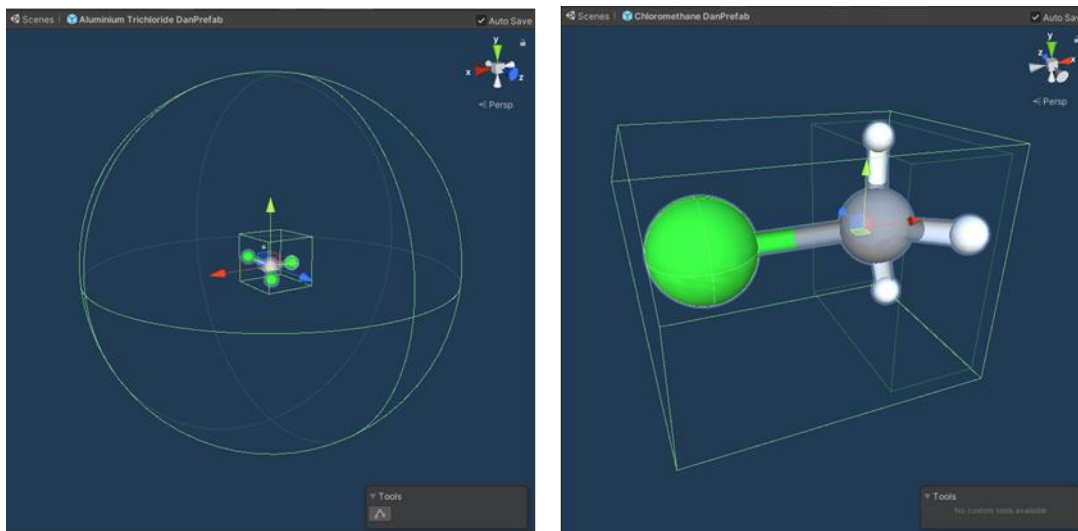 Scenes | Aluminium Trichloride DanPrefab
Auto Save
y
x
z
Persp
Tools
Scenes | Chloromethane DanPrefab
Auto Save
y
z
x
Persp
Tools
No custom tools available